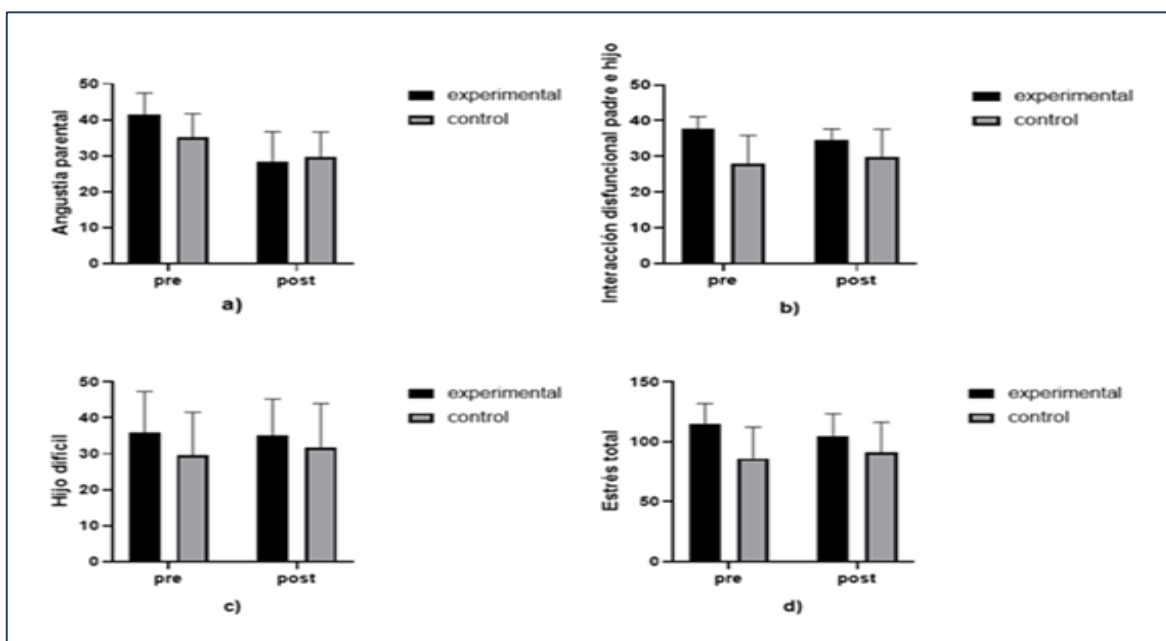 Angustia parental
50
40
30
20
10
0
pre post
experimental
control
a)
Interacción disfuncional padre e hijo
50
40
30
20
10
0
pre post
experimental
control
b)
Hijo difícil
50
40
30
20
10
0
pre post
experimental
control
c)
Estrés total
150
100
50
0
pre post
experimental
control
d)